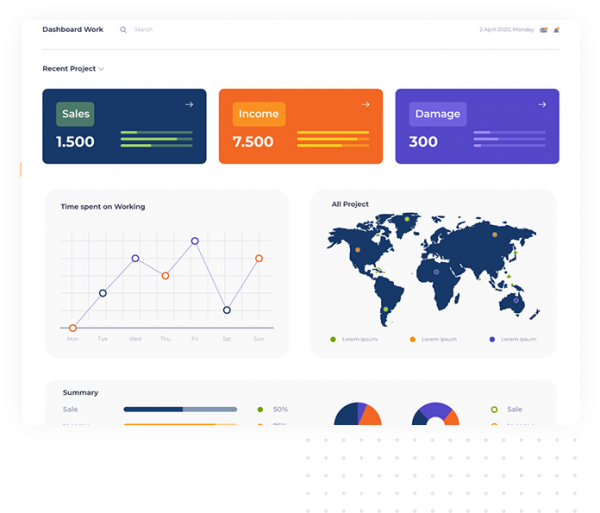 Dashboard Work
Search
2 April 2020, Monday
Recent Project
Sales
1.500
Income
7.500
Damage
300
Time spent on Working
Mon Tue Wed Thu Fri Sat Sun
All Project
Lorem Ipsum Lorem Ipsum Lorem Ipsum
Summary
Sale 50% Sale